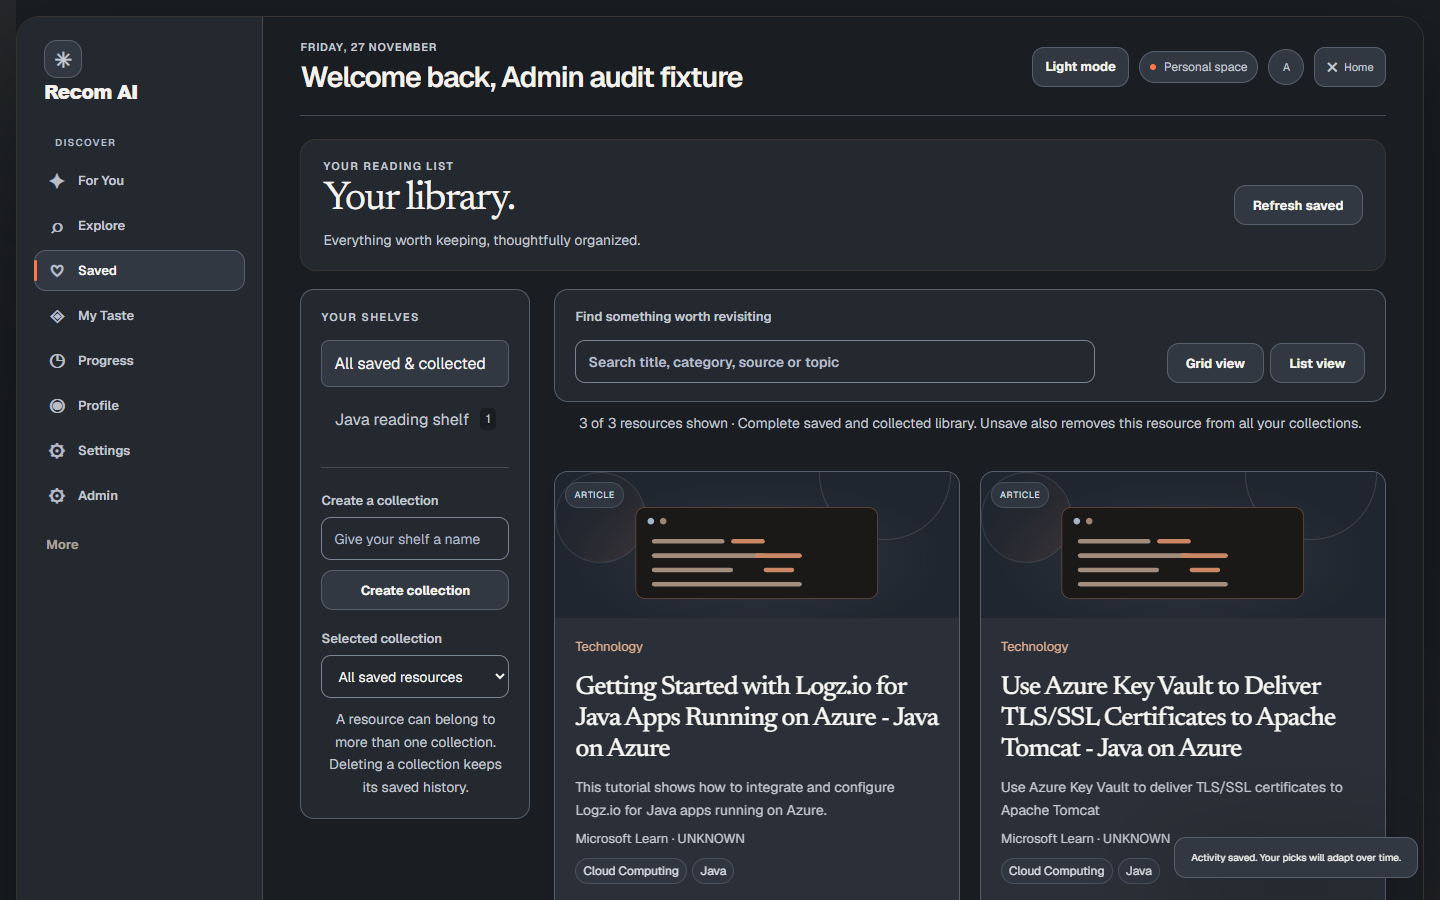 Recom AI
DISCOVER
For You
Explore
Saved
My Taste
Progress
Profile
Settings
Admin
More
FRIDAY, 27 NOVEMBER
Welcome back, Admin audit fixture
Light mode
Personal space
A
Home
YOUR READING LIST
Your library.
Everything worth keeping, thoughtfully organized.
Refresh saved
YOUR SHELVES
All saved & collected
Java reading shelf 1
Create a collection
Give your shelf a name
Create collection
Selected collection
All saved resources
A resource can belong to
more than one collection.
Deleting a collection keeps
its saved history.
Find something worth revisiting
Search title, category, source or topic
Grid view
List view
3 of 3 resources shown · Complete saved and collected library. Unsave also removes this resource from all your collections.
ARTICLE
Technology
Getting Started with Logz.io for
Java Apps Running on Azure - Java
on Azure
This tutorial shows how to integrate and configure
Logz.io for Java apps running on Azure.
Microsoft Learn · UNKNOWN
Cloud Computing
Java
ARTICLE
Technology
Use Azure Key Vault to Deliver
TLS/SSL Certificates to Apache
Tomcat - Java on Azure
Use Azure Key Vault to deliver TLS/SSL certificates to
Apache Tomcat
Microsoft Learn · UNKNOWN
Cloud Computing
Java
Activity saved. Your picks will adapt over time.